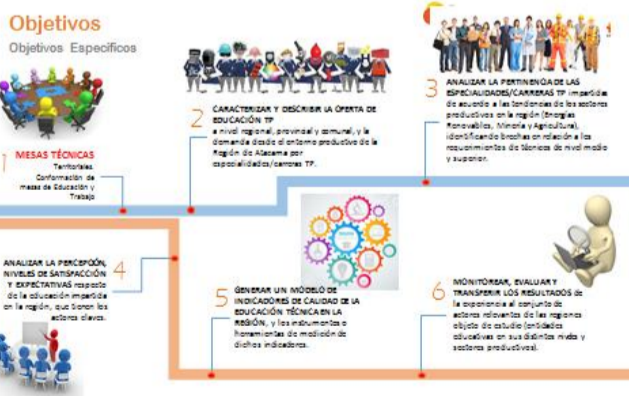 Objetivos
Objetivos Específicos
1
MESAS TÉCNICAS
Territoriales
Conformación de
mesas de Educación y
Trabajo
2
CARACTERIZAR Y DESCRIBIR LA OFERTA DE
EDUCACIÓN TP
a nivel regional, provincial y comunal, y la
demanda desde el entorno productivo de la
Región de Atacama por
especialidades/carreras TP.
3
ANALIZAR LA PERTINENCIA DE LAS
ESPECIALIDADES/CARRERAS TP impartidas
de acuerdo a las tendencias de los sectores
productivos en la región (Energías
Renovables, Minería y Agricultura),
identificando brechas en relación a los
requerimientos de técnicos de nivel medio
y superior.
4
ANALIZAR LA PERCEPCIÓN,
NIVELES DE SATISFACCIÓN
Y EXPECTATIVAS respecto
de la educación impartida
en la región, que tienen los
actores claves.
5
GENERAR UN MODELO DE
INDICADORES DE CALIDAD DE LA
EDUCACIÓN TÉCNICA EN LA
REGIÓN, y los instrumentos o
herramientas de medición de
dichos indicadores.
6
MONITOREAR, EVALUAR Y
TRANSFERIR LOS RESULTADOS de
la experiencia al conjunto de
actores relevantes de las regiones
objeto de estudio (entidades
educativas en sus distintos niveles y
sectores productivos).